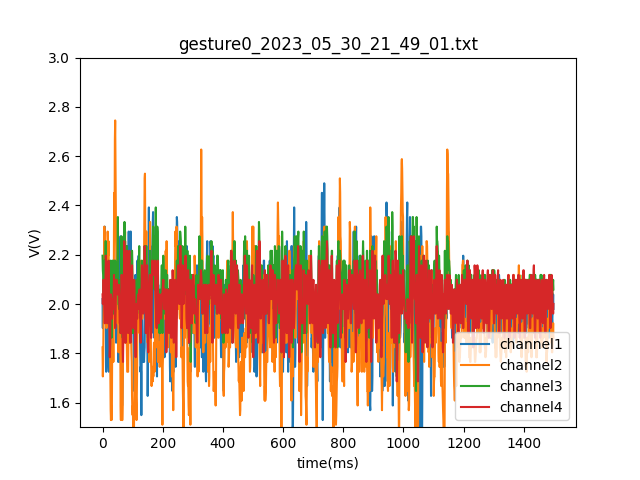 gesture0_2023_05_30_21_49_01.txt
3.0
2.8
2.6
2.4
2.2
2.0
1.8
1.6
V(V)
0 200 400 600 800 1000 1200 1400
time(ms)
channel1
channel2
channel3
channel4